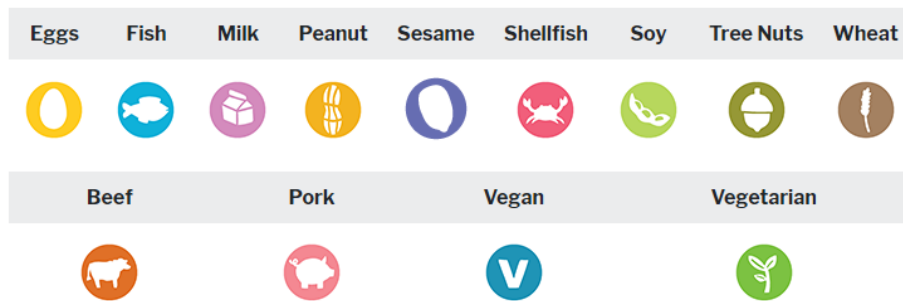 Eggs Fish Milk Peanut Sesame Shellfish Soy Tree Nuts Wheat
Beef Pork Vegan Vegetarian
V